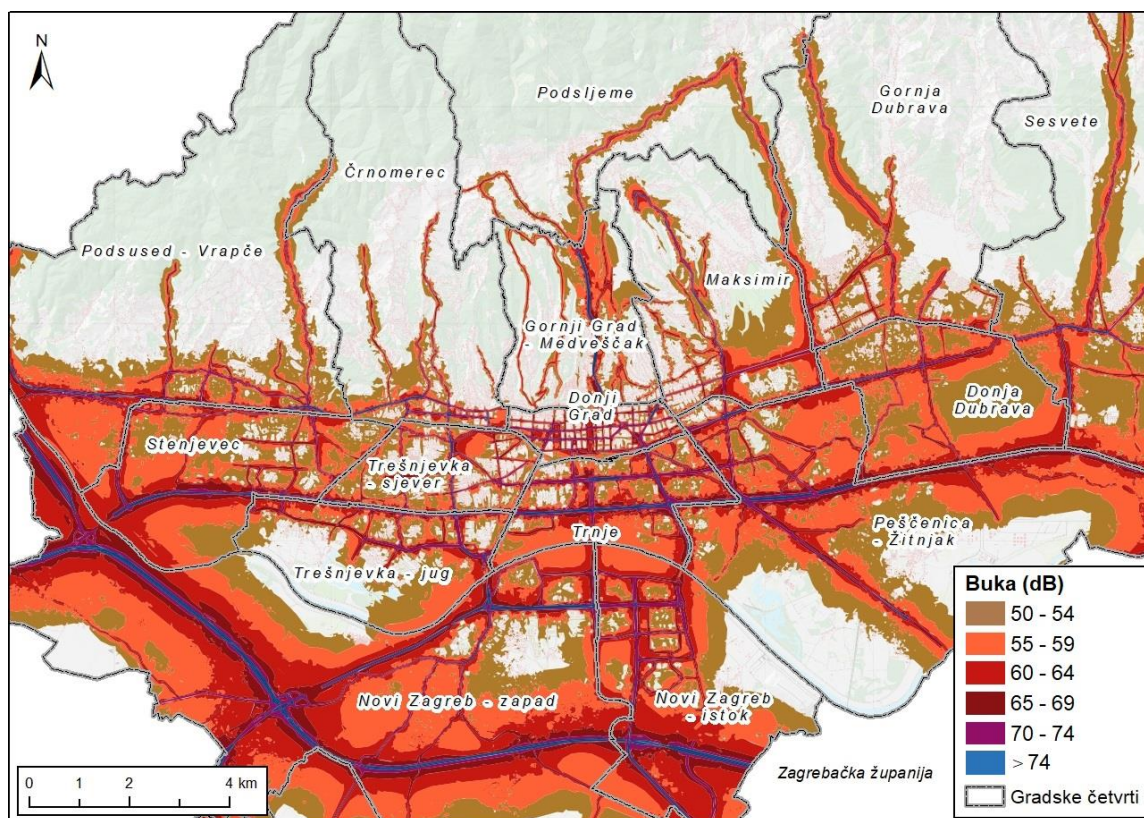 N
Podsljeme
Gornja
Dubrava
Sesvete
Črnomerec
Podsused - Vrapče
Maksimir
Gornji Grad
- Medveščak
Donji
Grad
Donja
Dubrava
Stenjevec
Trešnjevka
- sjever
Peščenica
- Žitnjak
Trnje
Trešnjevka - jug
Novi Zagreb - zapad
Novi Zagreb
- istok
Zagrebačka županija
Buka (dB)
50 - 54
55 - 59
60 - 64
65 - 69
70 - 74
> 74
Gradske četvrti
0 2 4 km